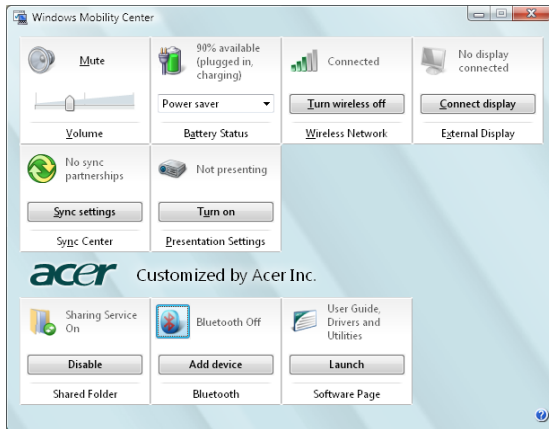 Windows Mobility Center
Mute
Volume
90% available
(plugged in,
charging)
Power saver
Battery Status
Connected
Turn wireless off
Wireless Network
No display
connected
Connect display
External Display
No sync
partnerships
Sync settings
Sync Center
Not presenting
Turn on
Presentation Settings
acer Customized by Acer Inc.
Sharing Service
On
Disable
Shared Folder
Bluetooth Off
Add device
Bluetooth
User Guide,
Drivers and
Utilities
Launch
Software Page